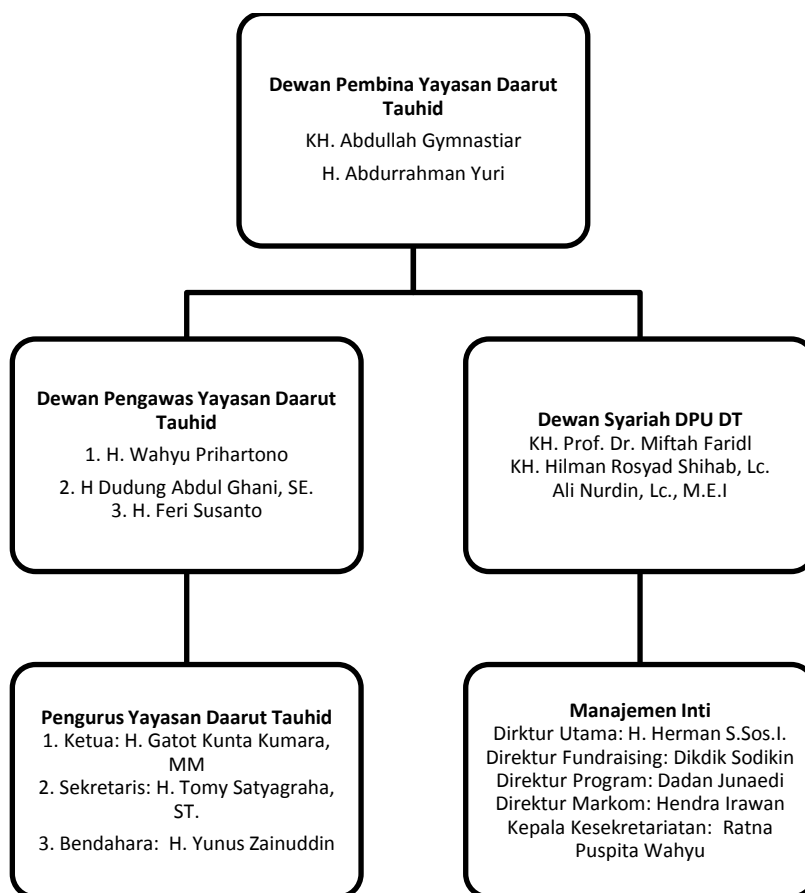 Dewan Pembina Yayasan Daarut
Tauhid
KH. Abdullah Gymnastiar
H. Abdurrahman Yuri
Dewan Pengawas Yayasan Daarut
Tauhid
1. H. Wahyu Prihartono
2. H Dudung Abdul Ghani, SE.
3. H. Feri Susanto
Dewan Syariah DPU DT
KH. Prof. Dr. Miftah Faridl
KH. Hilman Rosyad Shihab, Lc.
Ali Nurdin, Lc., M.E.I
Pengurus Yayasan Daarut Tauhid
1. Ketua: H. Gatot Kunta Kumara,
MM
2. Sekretaris: H. Tomy Satyagraha,
ST.
3. Bendahara: H. Yunus Zainuddin
Manajemen Inti
Dirktur Utama: H. Herman S.Sos.I.
Direktur Fundraising: Dikdik Sodikin
Direktur Program: Dadan Junaedi
Direktur Markom: Hendra Irawan
Kepala Kesekretariatan: Ratna
Puspita Wahyu